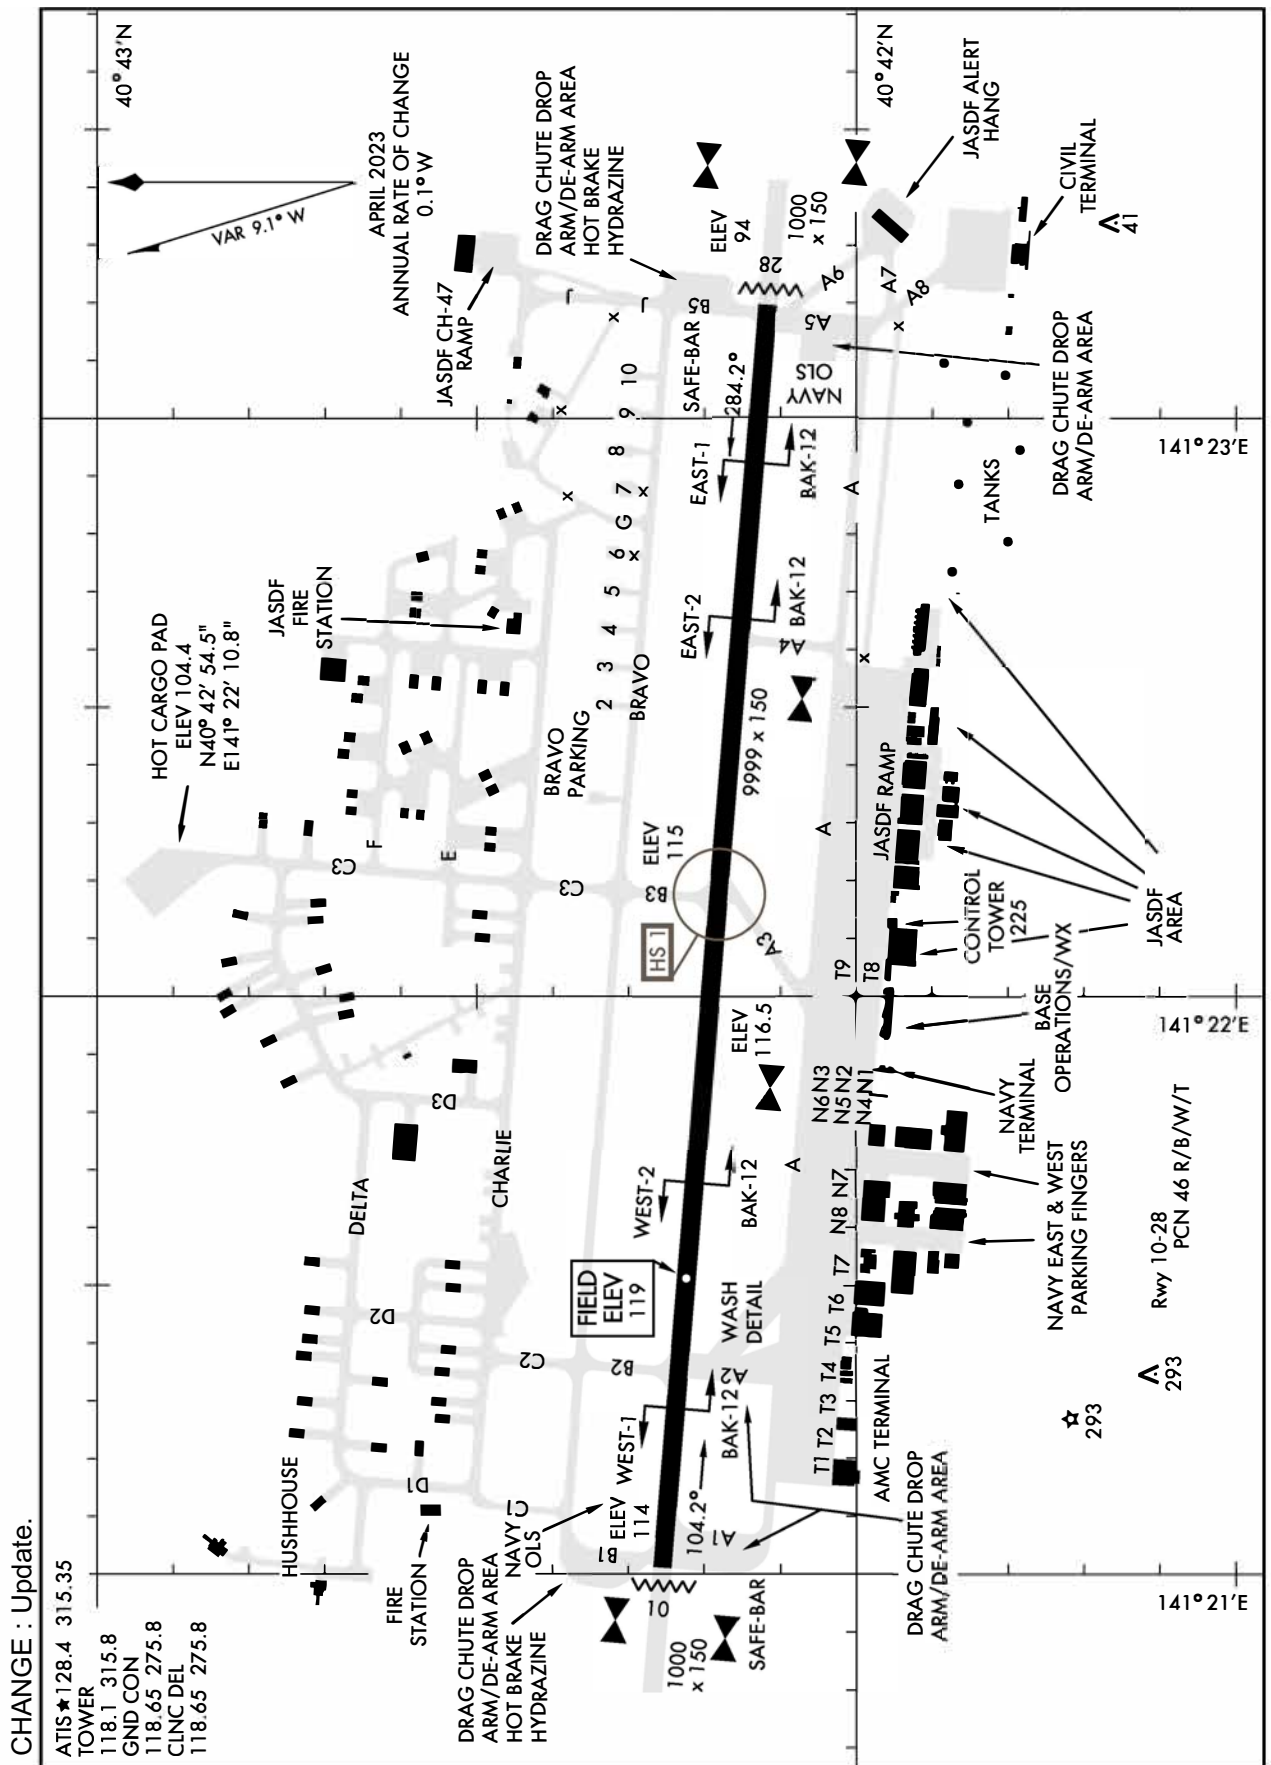 CHANGE : Update.
ATIS★128.4 315.35
TOWER
118.1 315.8
GND CON
118.65 275.8
CLNC DEL
118.65 275.8
40°43'N
VAR 9.1° W
APRIL 2023
ANNUAL RATE OF CHANGE
0.1° W
HOT CARGO PAD
ELEV 104.4
N40° 42' 54.5"
E141° 22' 10.8"
JASDF
FIRE
STATION
JASDF CH-47
RAMP
DRAG CHUTE DROP
ARM/DE-ARM AREA
HOT BRAKE
HYDRAZINE
HUSHHOUSE
FIRE
STATION
DELTA
CHARLIE
D1
D2
D3
C1
C2
C3
C3
F
E
BRAVO
PARKING
BRAVO
2
3
4
5
6
G
7
8
9
10
x
x
x
x
x
x
x
J
J
B1
B2
B3
B5
DRAG CHUTE DROP
ARM/DE-ARM AREA
HOT BRAKE
HYDRAZINE
NAVY
OLS
ELEV
114
WEST-1
BAK-12
FIELD
ELEV
119
WEST-2
BAK-12
ELEV
116.5
HS 1
ELEV
115
9999 x 150
EAST-2
BAK-12
EAST-1
BAK-12
SAFE-BAR
284.2°
ELEV
94
28
1000
x 150
NAVY
OLS
10
1000
x 150
SAFE-BAR
104.2°
A1
A2
WASH
DETAIL
A
A3
A
A4
A
A5
A6
A7
A8
40°42'N
JASDF ALERT
HANG
CIVIL
TERMINAL
41
DRAG CHUTE DROP
ARM/DE-ARM AREA
TANKS
141°23'E
T1 T2 T3 T4 T5 T6 T7 N8 N7
N6N3
N5N2
N4N1
T9
T8
JASDF RAMP
AMC TERMINAL
DRAG CHUTE DROP
ARM/DE-ARM AREA
NAVY EAST & WEST
PARKING FINGERS
NAVY
TERMINAL
BASE
OPERATIONS/WX
CONTROL
TOWER
225
JASDF
AREA
141°22'E
293
293
Rwy 10-28
PCN 46 R/B/W/T
141°21'E